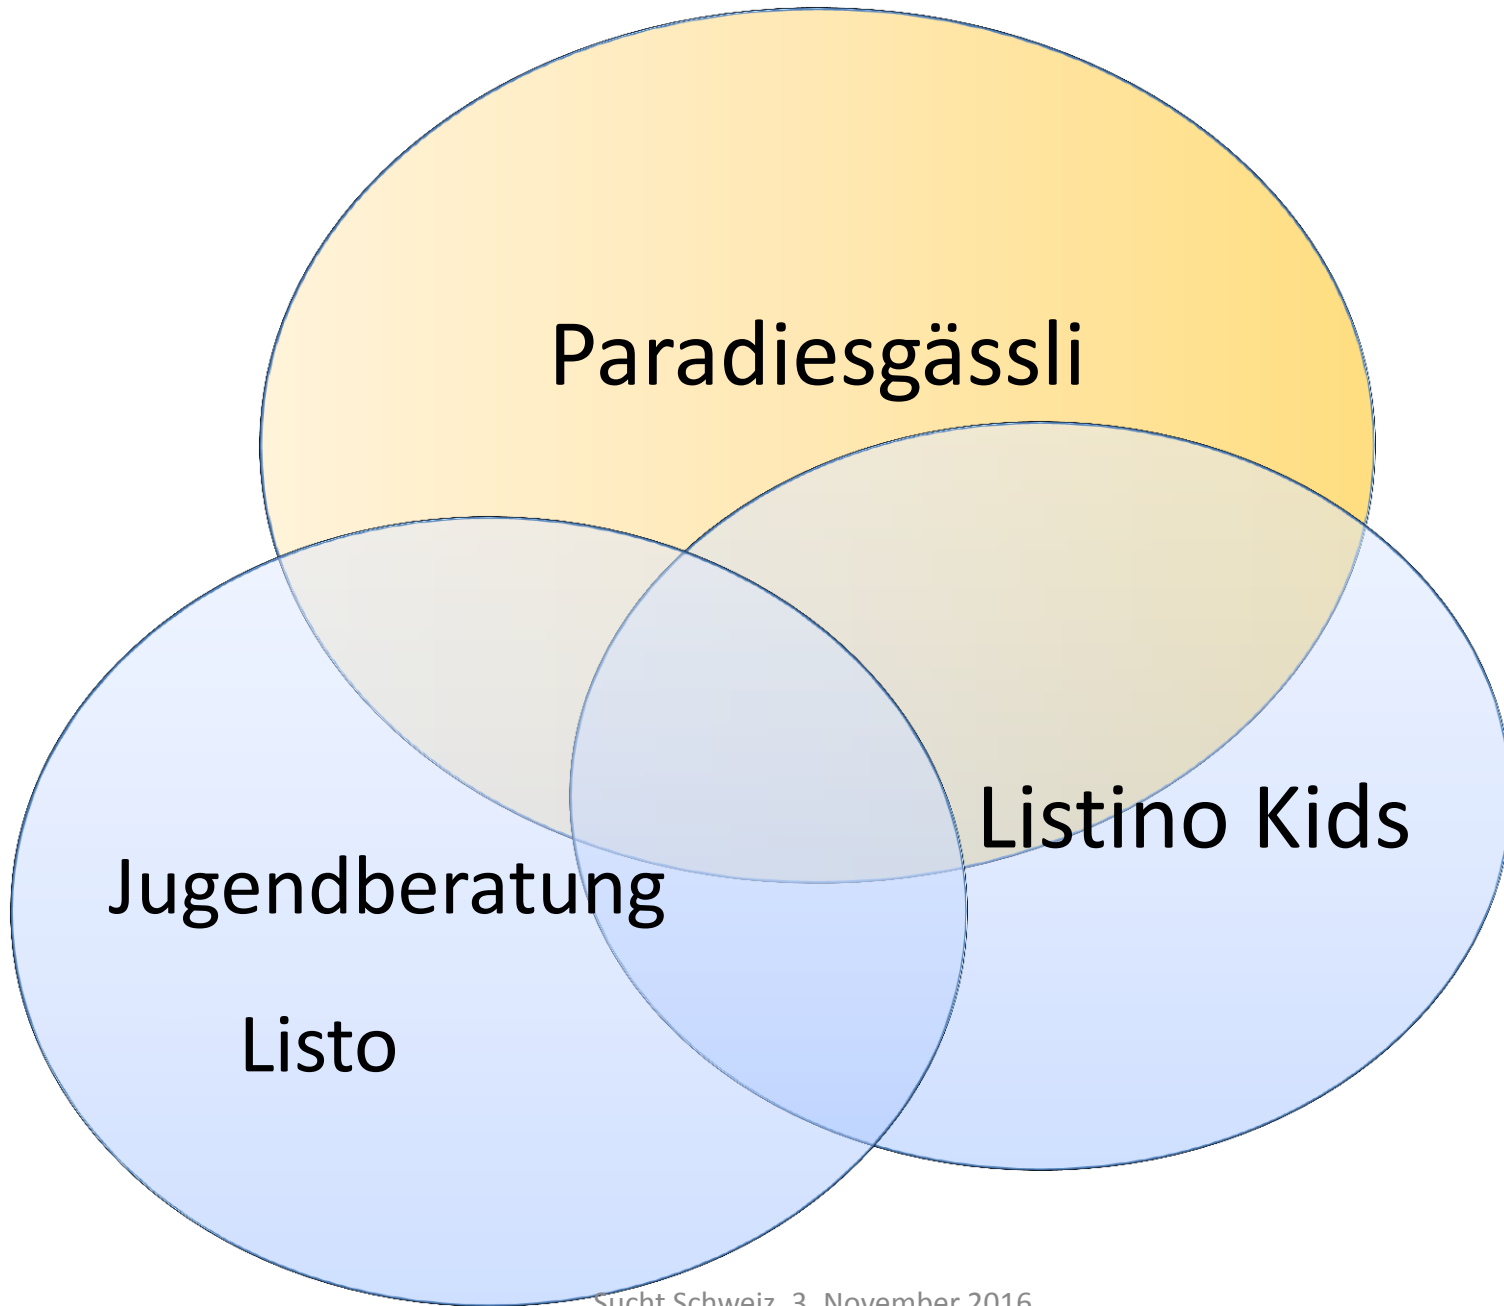 Paradiesgässli
Listino Kids
Jugendberatung
Listo
Sucht Schweiz, 3. November 2016